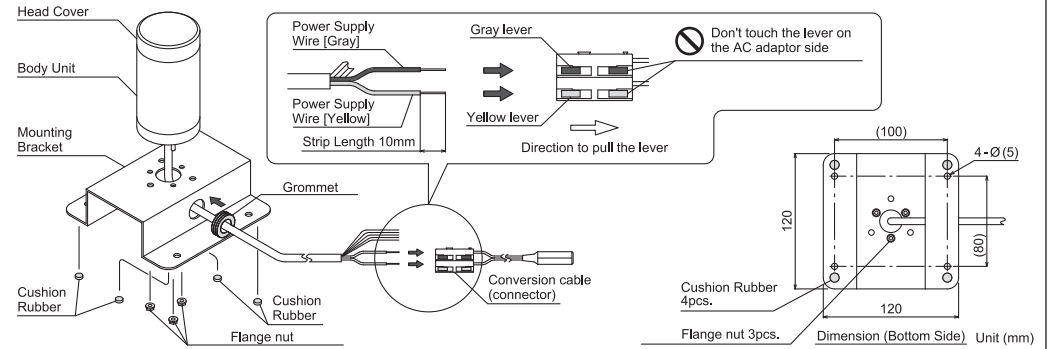 Head Cover
Body Unit
Mounting
Bracket
Grommet
Cushion
Rubber
Flange nut
Cushion
Rubber
Power Supply
Wire [Gray]
Power Supply
Wire [Yellow]
Strip Length 10mm
Gray lever
Yellow lever
Direction to pull the lever
Don't touch the lever on
the AC adaptor side
Conversion cable
(connector)
(100)
4-Ø(5)
120
(80)
120
Cushion Rubber
4pcs.
Flange nut 3pcs.
Dimension (Bottom Side) Unit (mm)